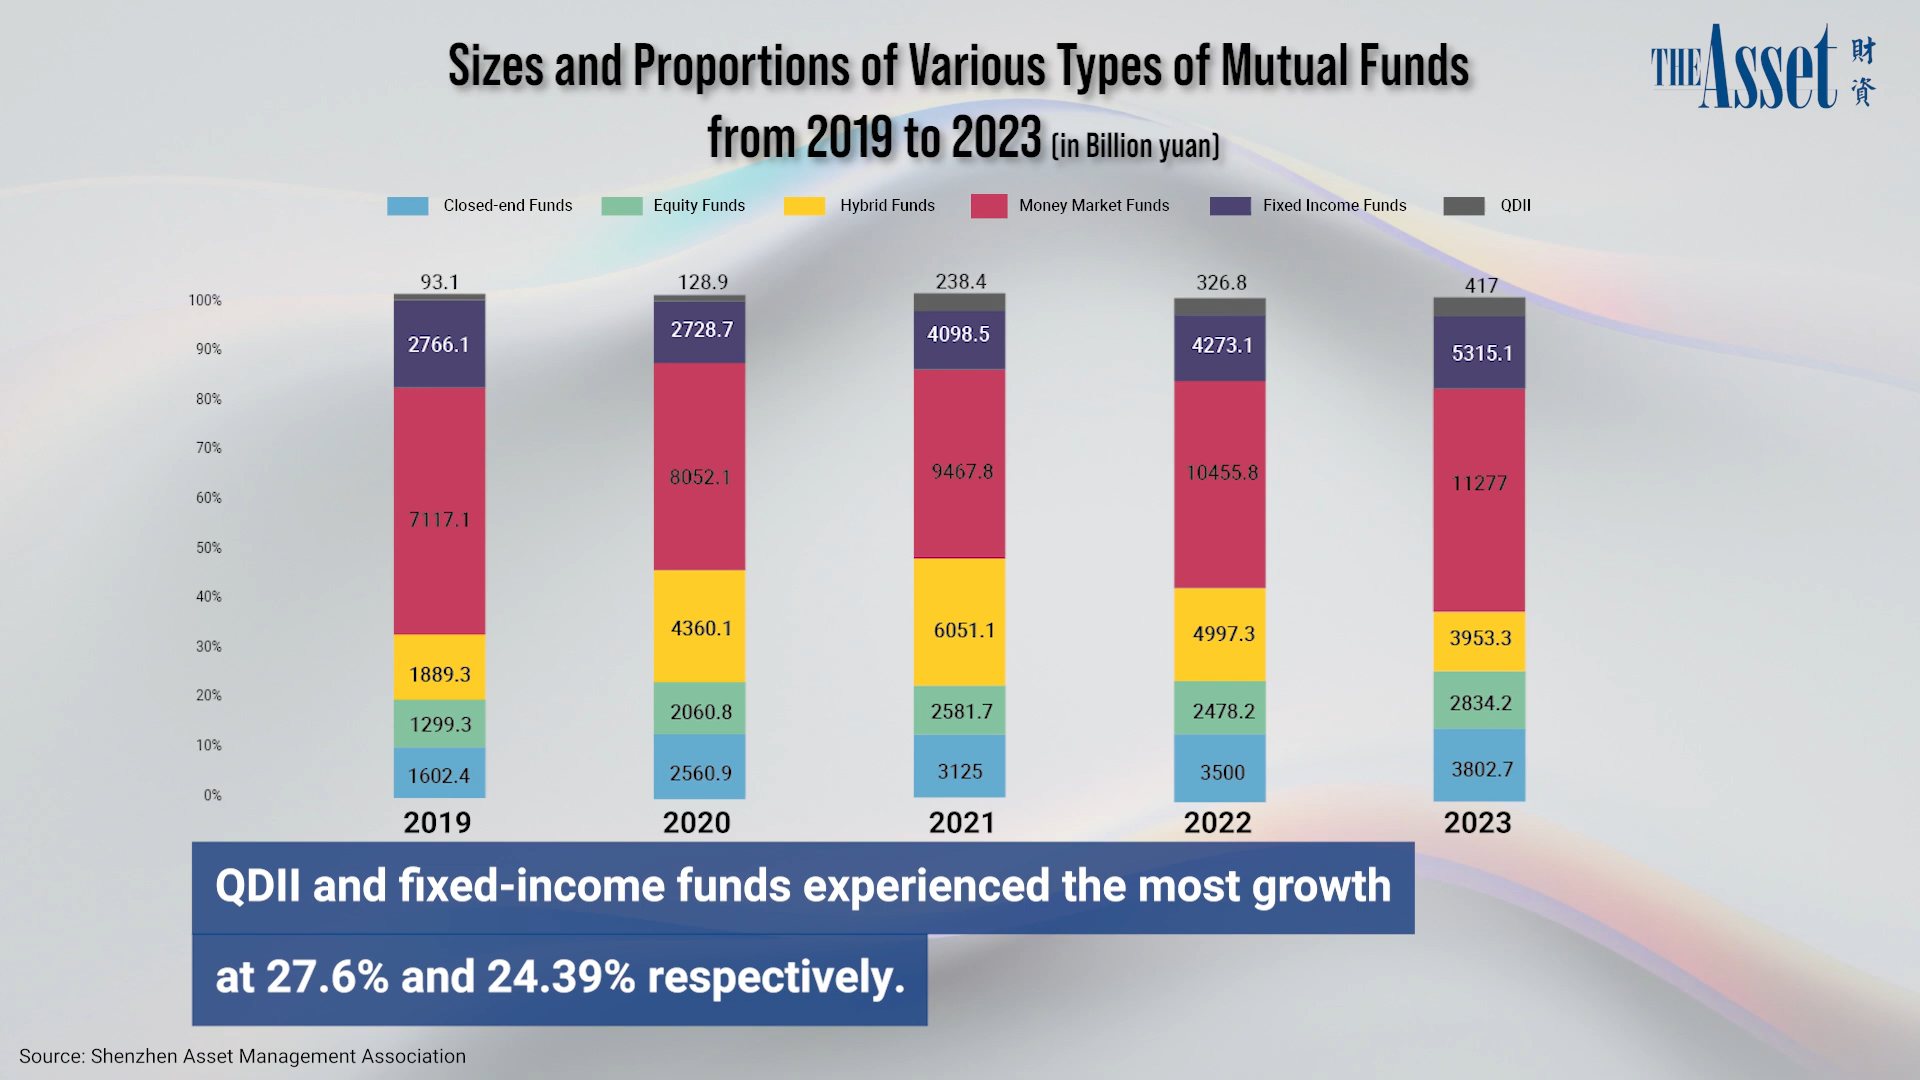 Sizes and Proportions of Various Types of Mutual Funds
from 2019 to 2023 (in Billion yuan)
THE Asset 財資
Closed-end Funds Equity Funds Hybrid Funds Money Market Funds Fixed Income Funds QDII
93.1 128.9 238.4 326.8 417
100%
2766.1 2728.7 4098.5 4273.1 5315.1
90%
80%
70%
7117.1 8052.1 9467.8 10455.8 11277
60%
50%
40%
1889.3 4360.1 6051.1 4997.3 3953.3
30%
20%
1299.3 2060.8 2581.7 2478.2 2834.2
10%
1602.4 2560.9 3125 3500 3802.7
0%
2019 2020 2021 2022 2023
QDII and fixed-income funds experienced the most growth
at 27.6% and 24.39% respectively.
Source: Shenzhen Asset Management Association